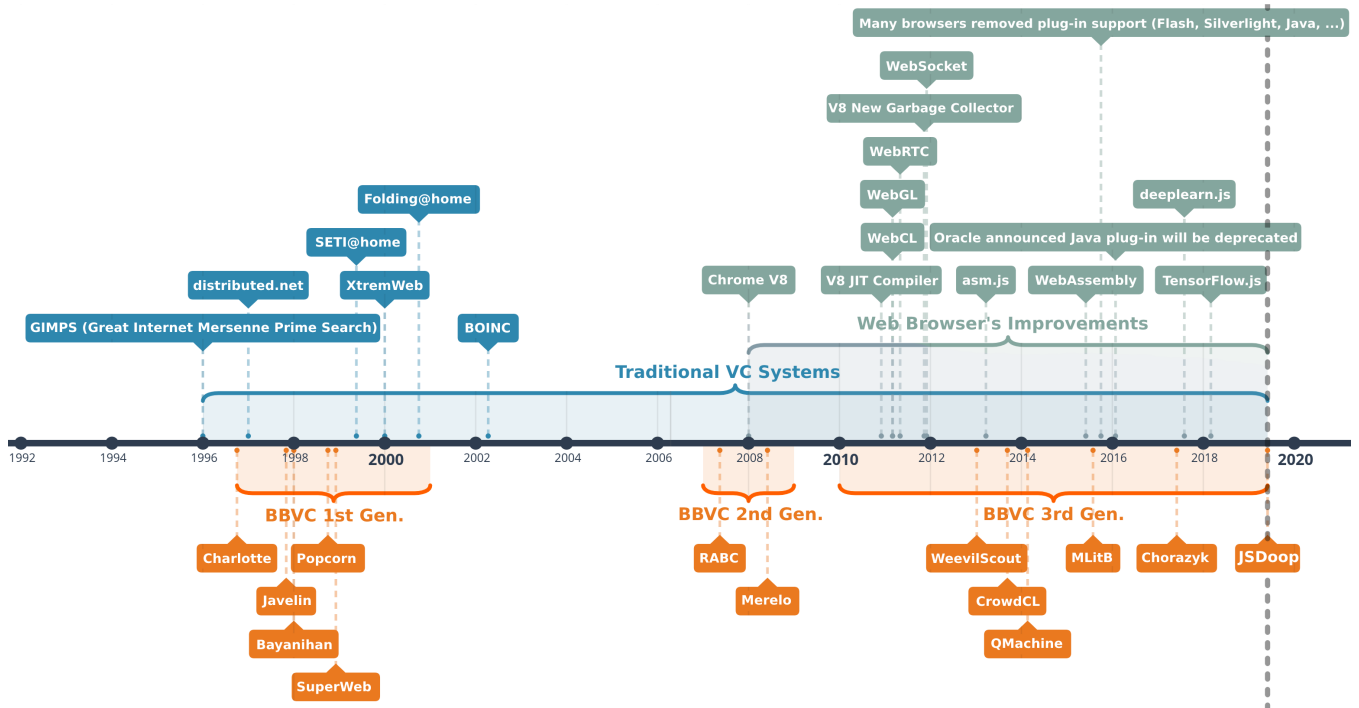 Many browsers removed plug-in support (Flash, Silverlight, Java, ...)
WebSocket
V8 New Garbage Collector
WebRTC
Folding@home
WebGL
deeplearn.js
SETI@home
WebCL
Oracle announced Java plug-in will be deprecated
distributed.net
XtremWeb
Chrome V8
V8 JIT Compiler
asm.js
WebAssembly
TensorFlow.js
GIMPS (Great Internet Mersenne Prime Search)
BOINC
Web Browser's Improvements
Traditional VC Systems
1992
1994
1996
1998
2000
2002
2004
2006
2008
2010
2012
2014
2016
2018
2020
BBVC 1st Gen.
BBVC 2nd Gen.
BBVC 3rd Gen.
Charlotte
Popcorn
RABC
WeevilScout
MLitB
Chorazyk
JSDoop
Javelin
Merelo
CrowdCL
Bayanihan
QMachine
SuperWeb